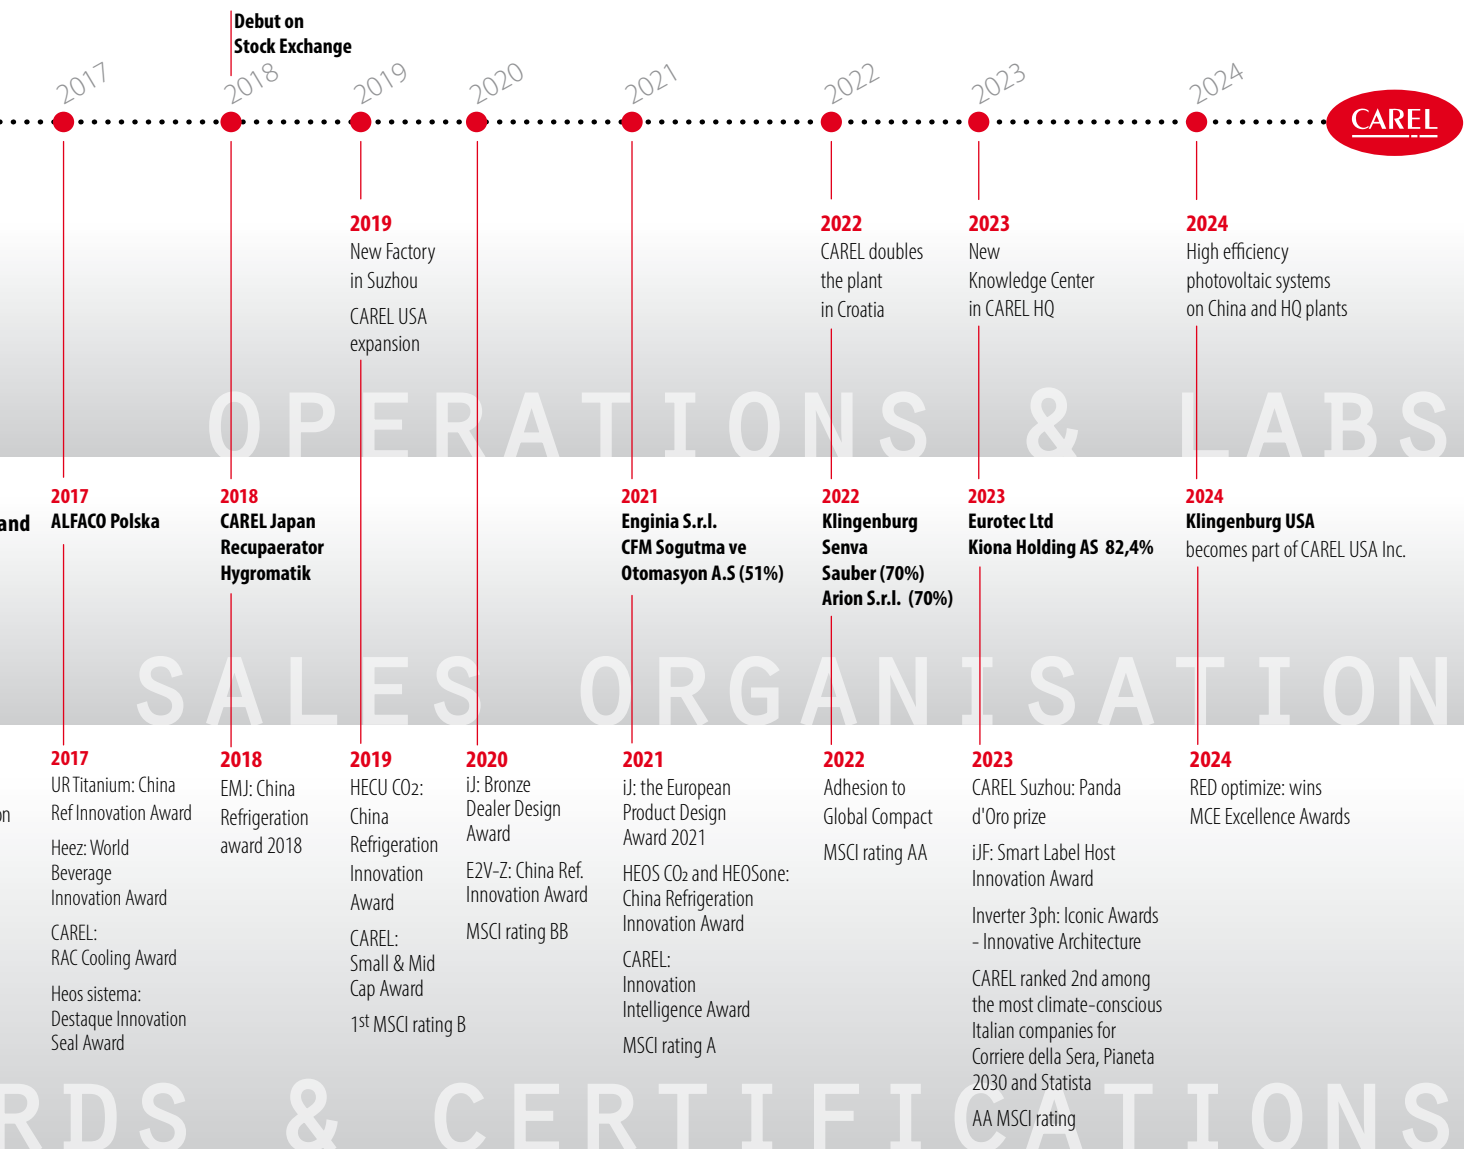 Debut on
Stock Exchange
2017
2018
2019
2020
2021
2022
2023
2024
CAREL
2019
New Factory
in Suzhou
CAREL USA
expansion
2022
CAREL doubles
the plant
in Croatia
2023
New
Knowledge Center
in CAREL HQ
2024
High efficiency
photovoltaic systems
on China and HQ plants
OPERATIONS & LABS
and
2017
ALFACO Polska
2018
CAREL Japan
Recupaerator
Hygromatik
2021
Enginia S.r.l.
CFM Sogutma ve
Otomasyon A.S (51%)
2022
Klingenburg
Senva
Sauber (70%)
Arion S.r.l. (70%)
2023
Eurotec Ltd
Kiona Holding AS 82,4%
2024
Klingenburg USA
becomes part of CAREL USA Inc.
SALES ORGANISATION
on
2017
UR Titanium: China
Ref Innovation Award
Heez: World
Beverage
Innovation Award
CAREL:
RAC Cooling Award
Heos sistema:
Destaque Innovation
Seal Award
2018
EMJ: China
Refrigeration
award 2018
2019
HECU CO2:
China
Refrigeration
Innovation
Award
CAREL:
Small & Mid
Cap Award
1st MSCI rating B
2020
iJ: Bronze
Dealer Design
Award
E2V-Z: China Ref.
Innovation Award
MSCI rating BB
2021
iJ: the European
Product Design
Award 2021
HEOS CO2 and HEOSone:
China Refrigeration
Innovation Award
CAREL:
Innovation
Intelligence Award
MSCI rating A
2022
Adhesion to
Global Compact
MSCI rating AA
2023
CAREL Suzhou: Panda
d'Oro prize
iJF: Smart Label Host
Innovation Award
Inverter 3ph: Iconic Awards
- Innovative Architecture
CAREL ranked 2nd among
the most climate-conscious
Italian companies for
Corriere della Sera, Pianeta
2030 and Statista
AA MSCI rating
2024
RED optimize: wins
MCE Excellence Awards
RDS & CERTIFICATIONS